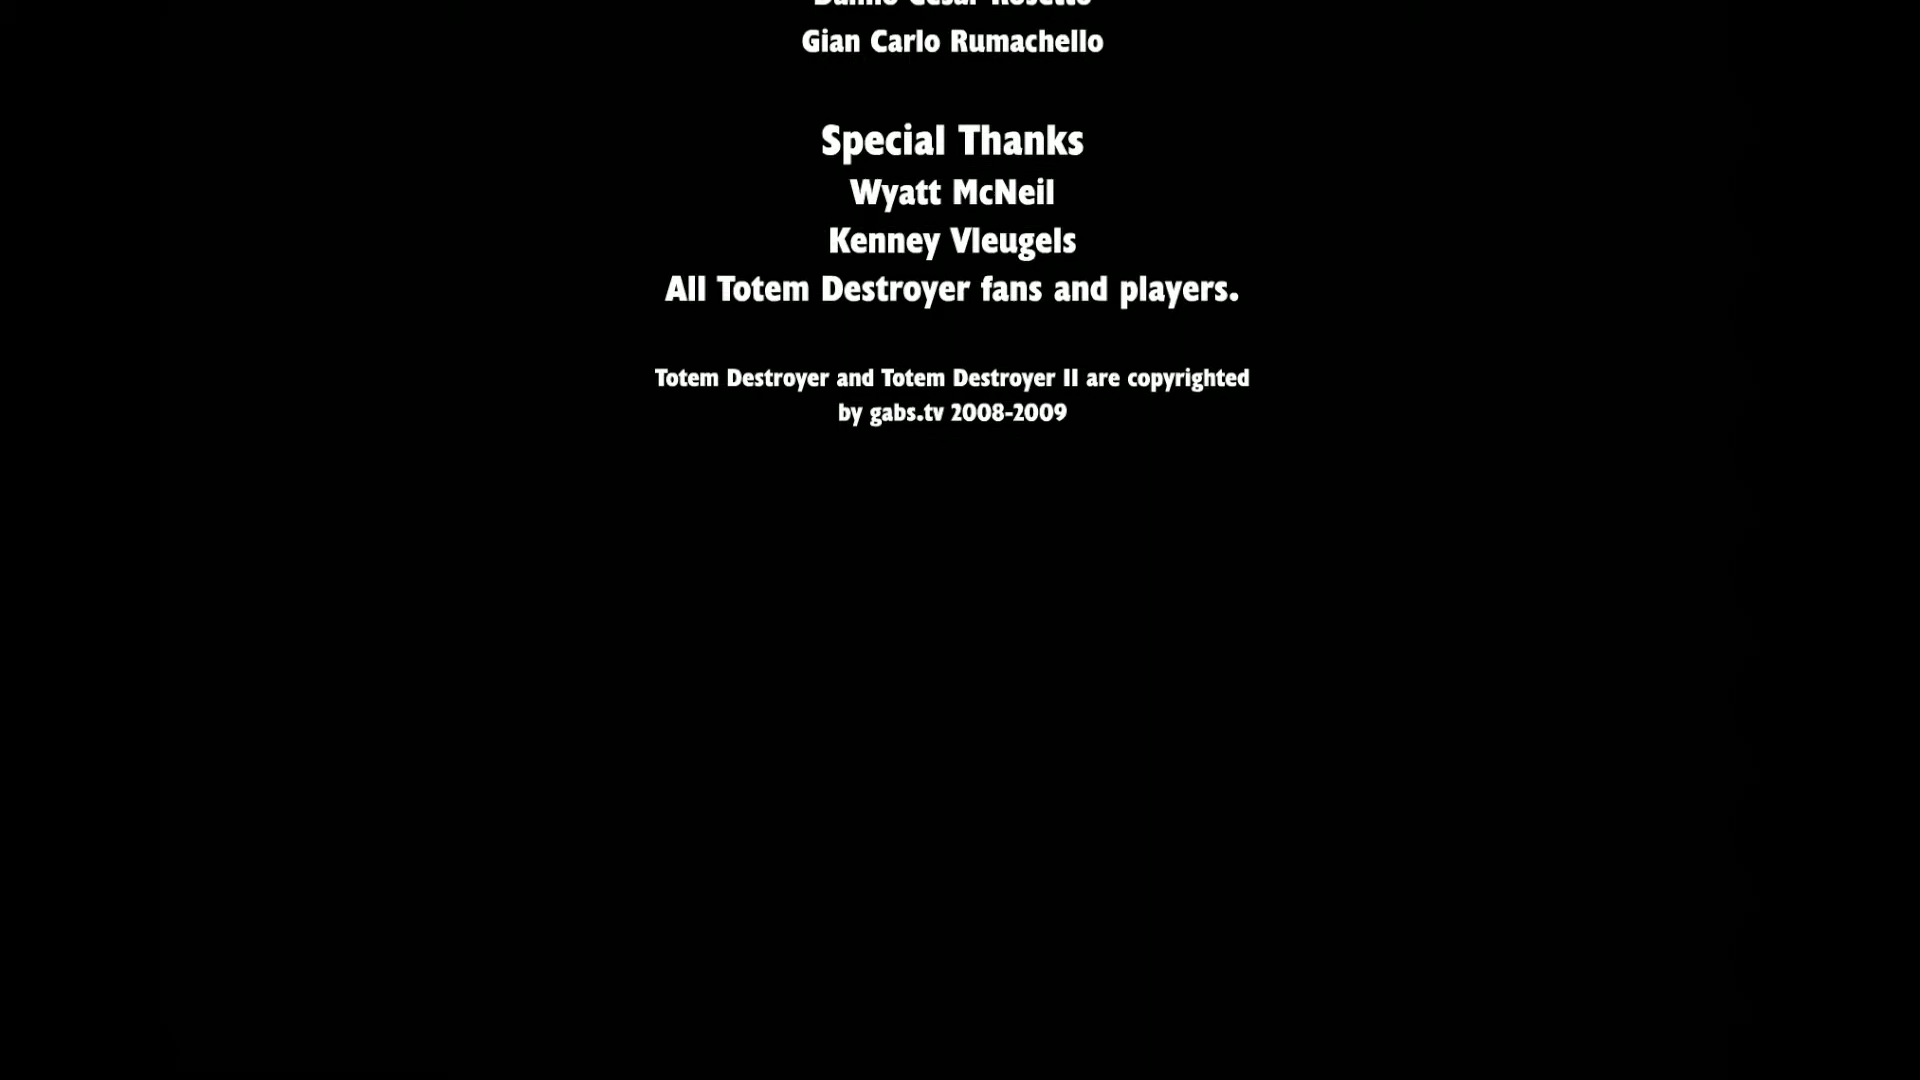 Gian Carlo Rumachello
Special Thanks
Wyatt McNeil
Kenney Vleugels
All Totem Destroyer fans and players.
Totem Destroyer and Totem Destroyer II are copyrighted
by gabs.tv 2008-2009